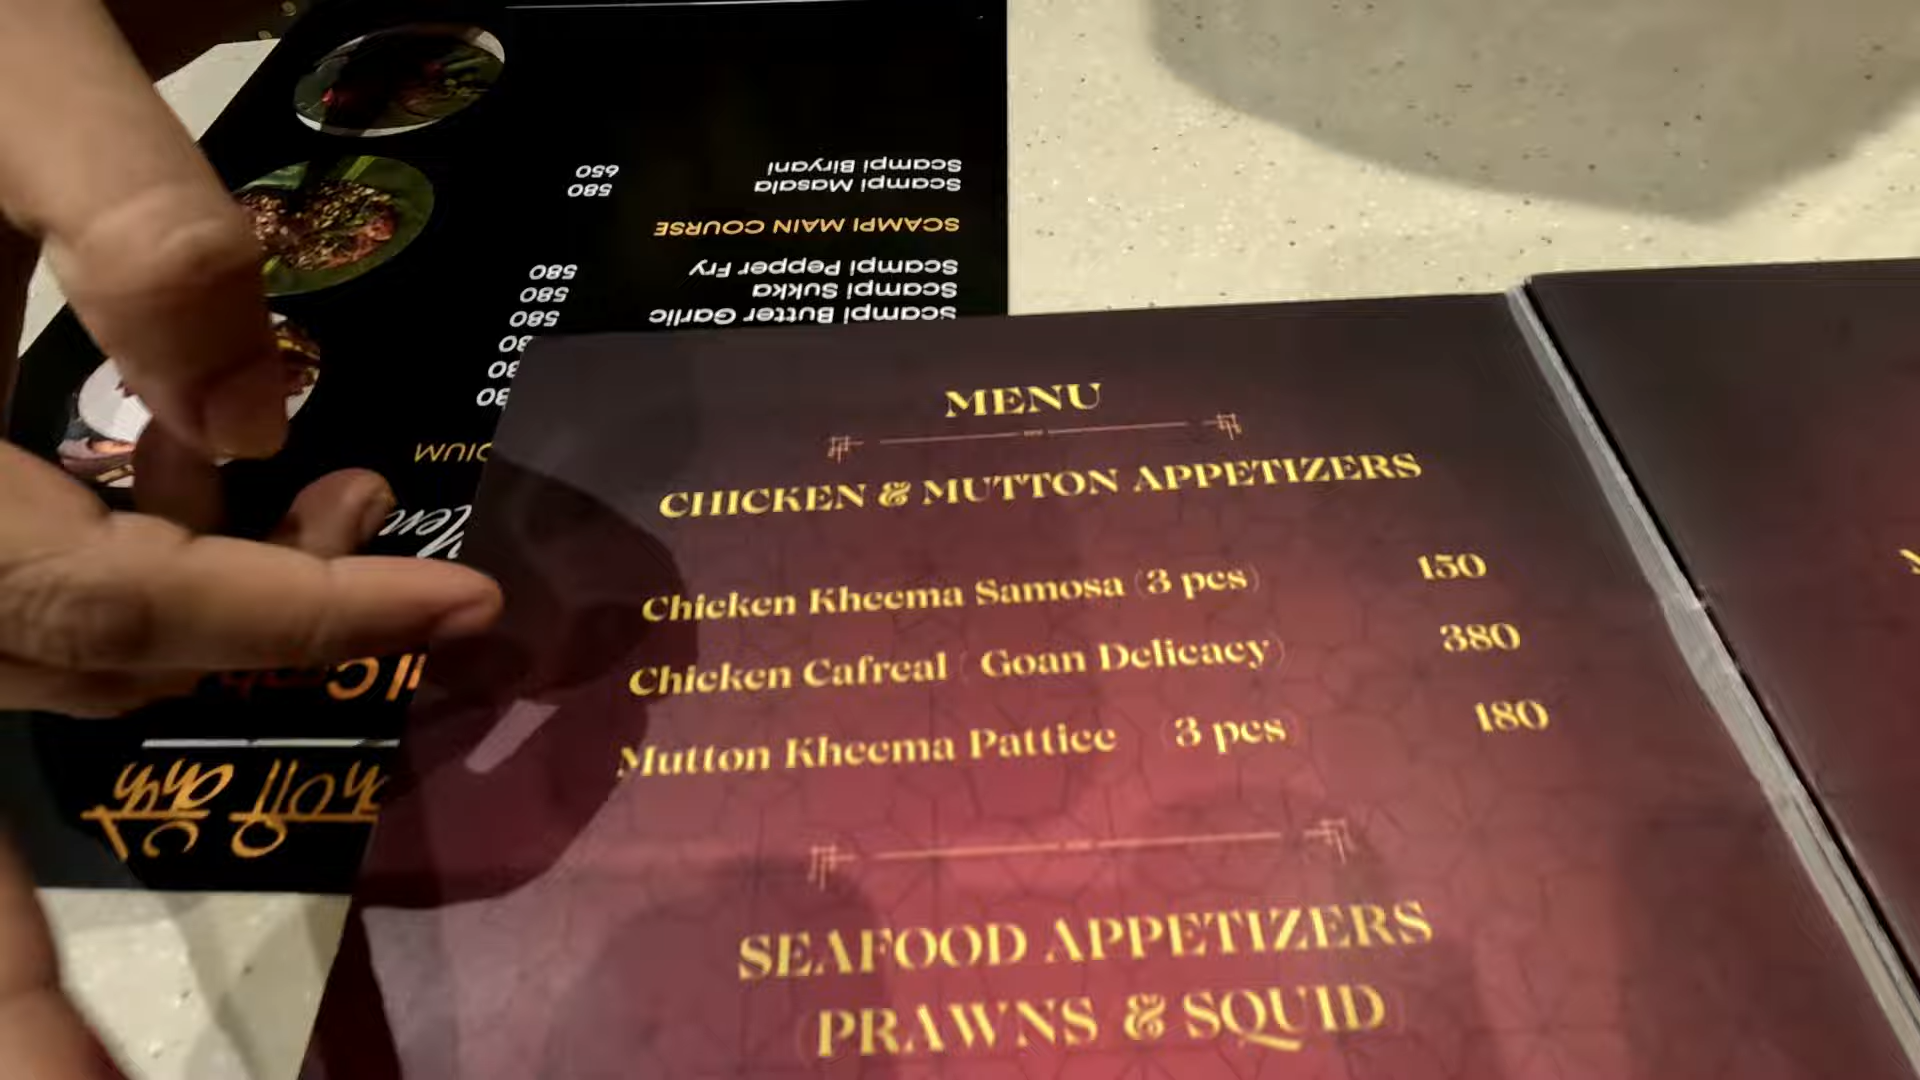 MENU
CHICKEN & MUTTON APPETIZERS
Chicken Kheema Samosa (3 pcs) 150
Chicken Cafreal ( Goan Delicacy) 380
Mutton Kheema Pattice (3 pcs) 180
SEAFOOD APPETIZERS
(PRAWNS & SQUID)
Scampi Butter Garlic 580
Scampi Sukka 580
Scampi Pepper Fry 580
SCAMPI MAIN COURSE
Scampi Masala 580
Scampi Biryani 650